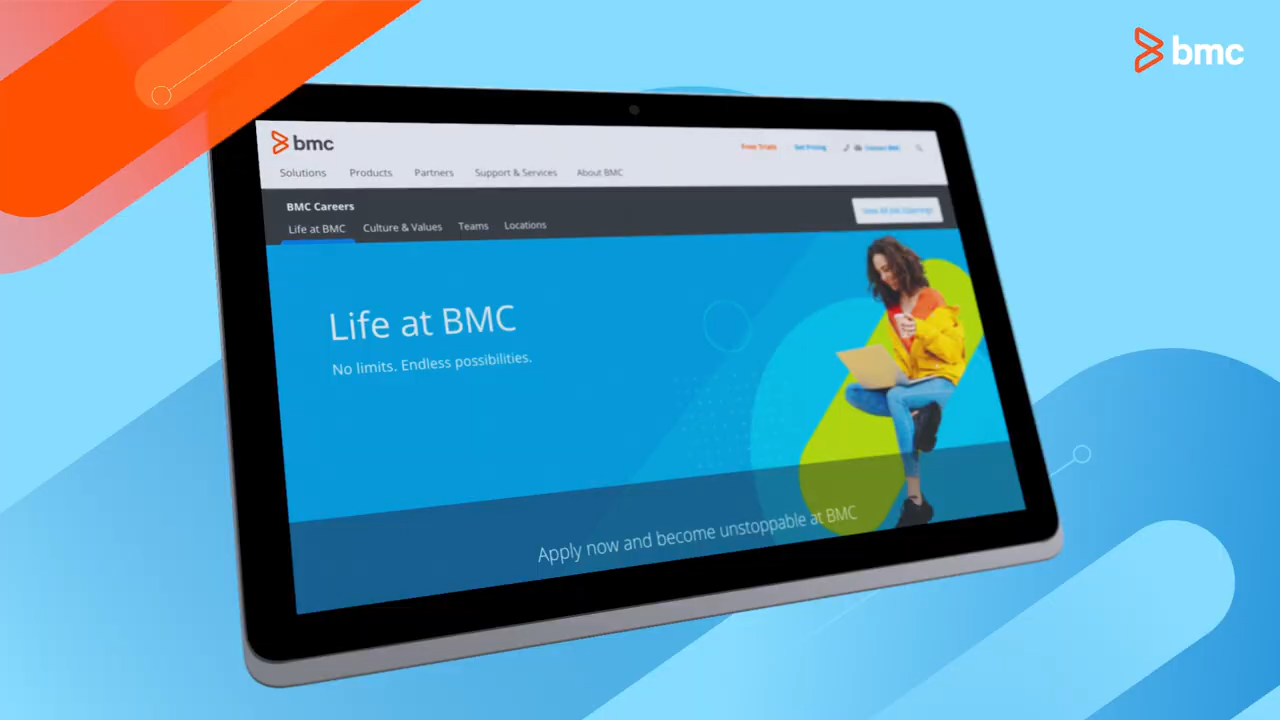 bmc
bmc
Free Trials
Get Pricing
Contact BMC
Solutions Products Partners Support & Services About BMC
BMC Careers
View All Job Openings
Life at BMC Culture & Values Teams Locations
Life at BMC
No limits. Endless possibilities.
Apply now and become unstoppable at BMC